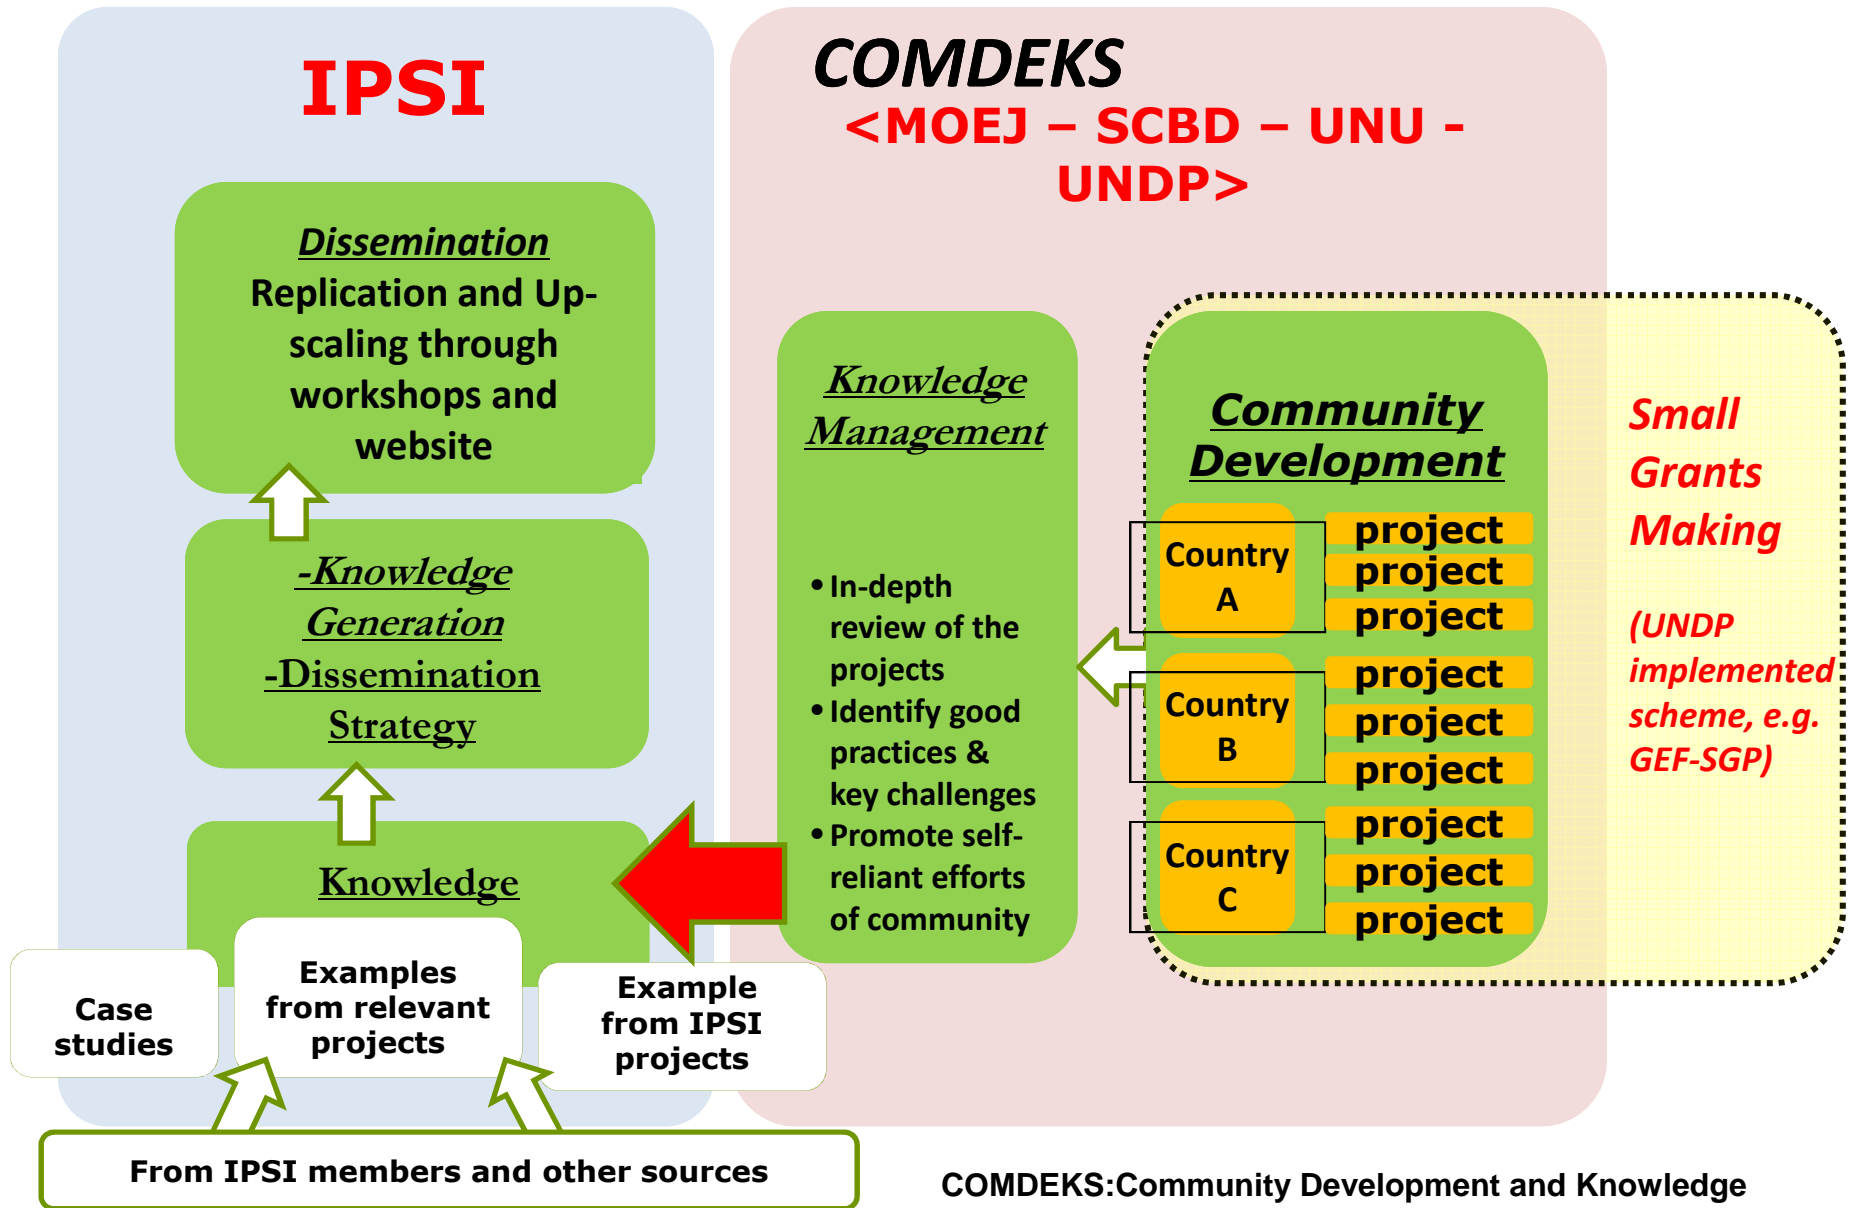 IPSI
COMDEKS
<MOEJ – SCBD – UNU -
UNDP>
Dissemination
Replication and Up-
scaling through
workshops and
website
-Knowledge
Generation
-Dissemination
Strategy
Knowledge
Case
studies
Examples
from relevant
projects
Example
from IPSI
projects
From IPSI members and other sources
Knowledge
Management
• In-depth
review of the
projects
• Identify good
practices &
key challenges
• Promote self-
reliant efforts
of community
Community
Development
Country
A
project
project
project
Country
B
project
project
project
Country
C
project
project
project
Small
Grants
Making
(UNDP
implemented
scheme, e.g.
GEF-SGP)
COMDEKS:Community Development and Knowledge